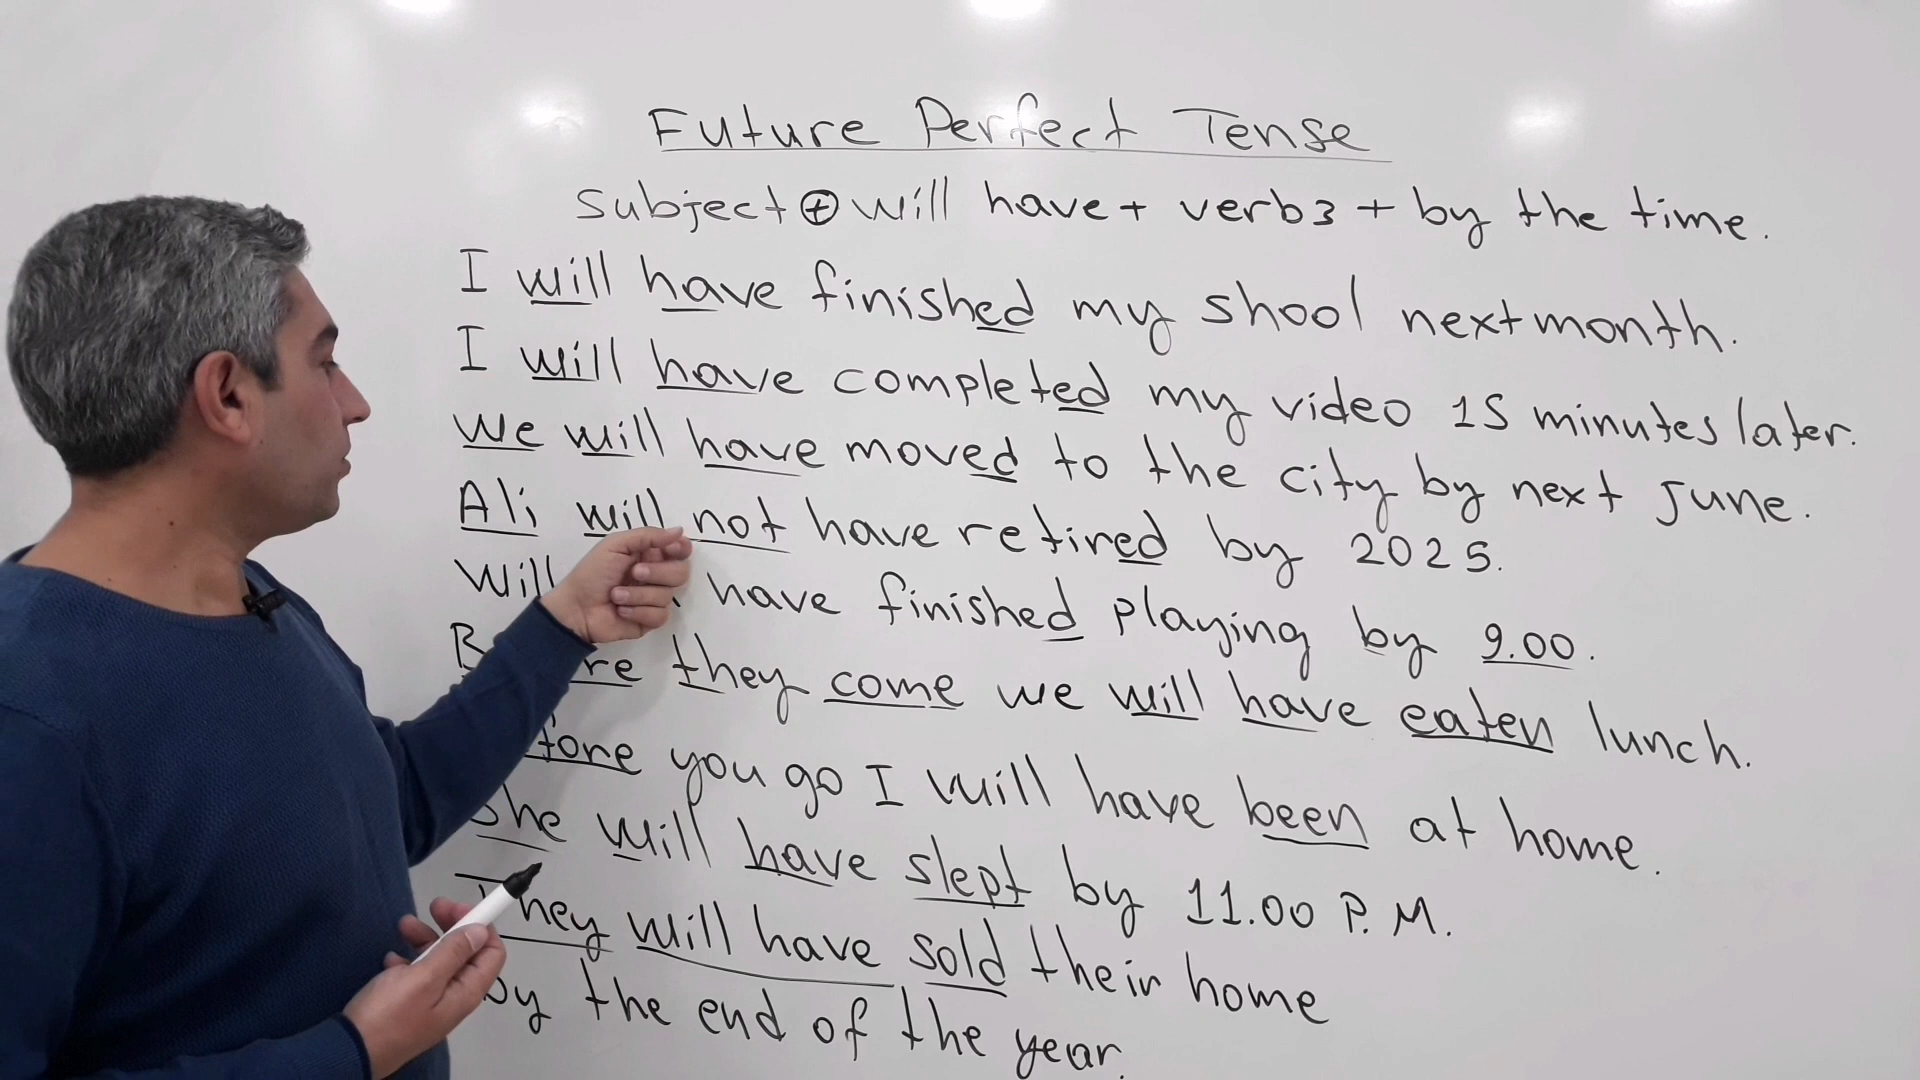 Future Perfect Tense
subject + will have + verb3 + by the time.
I will have finished my shool next month.
I will have completed my video 15 minutes later.
We will have moved to the city by next june.
Ali will not have retired by 2025.
Will have finished playing by 9.00.
they come we will have eaten lunch.
you go I will have been at home.
She will have slept by 11.00 P.M.
They will have sold their home
by the end of the year.